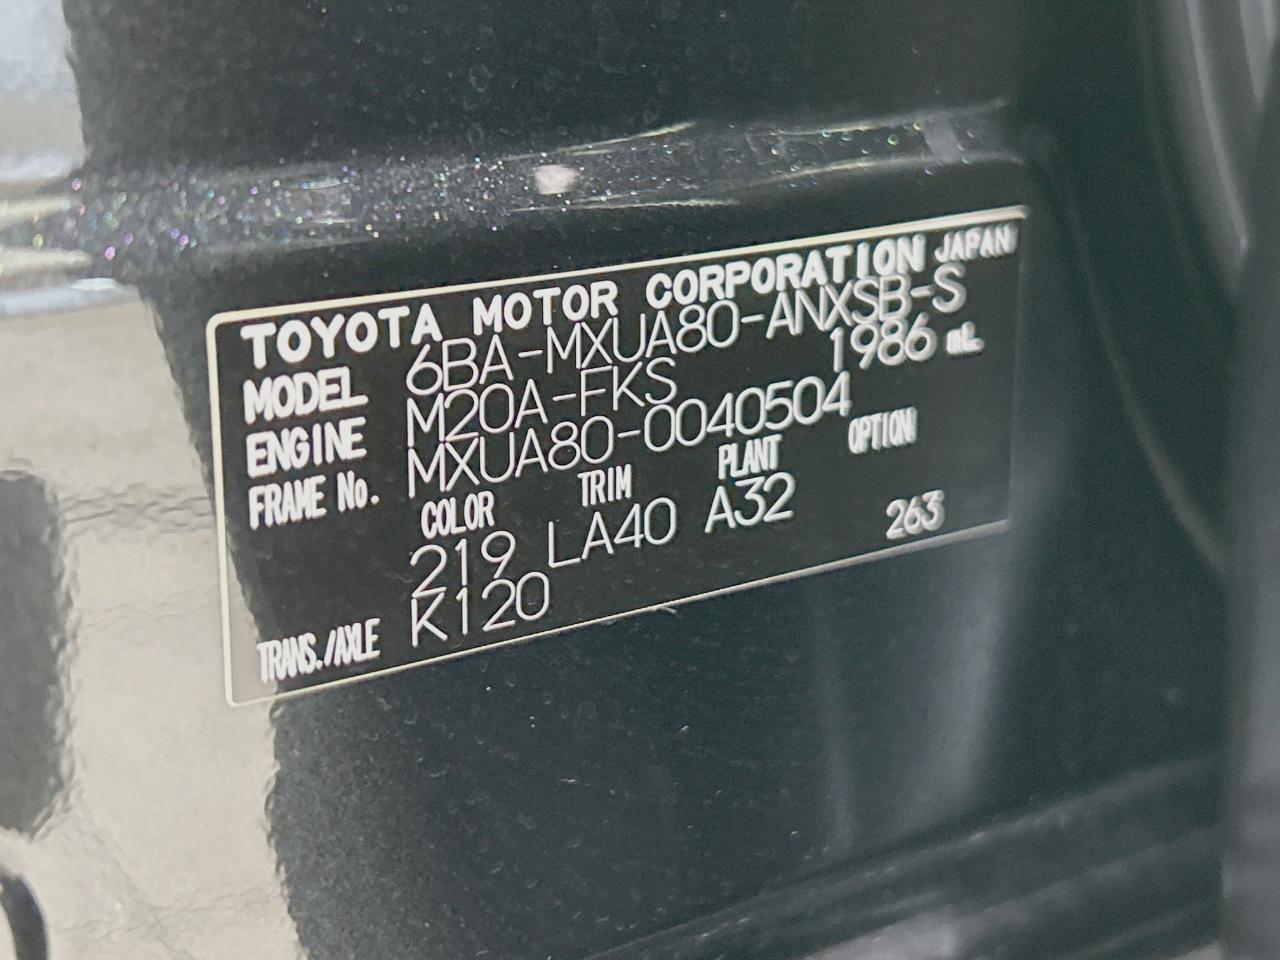 TOYOTA MOTOR CORPORATION JAPAN
MODEL 6BA-MXUA80-ANXSB-S
ENGINE M20A-FKS 1986 mL
FRAME No. MXUA80-0040504
COLOR TRIM PLANT OPTION
219 LA40 A32 263
TRANS./AXLE K120